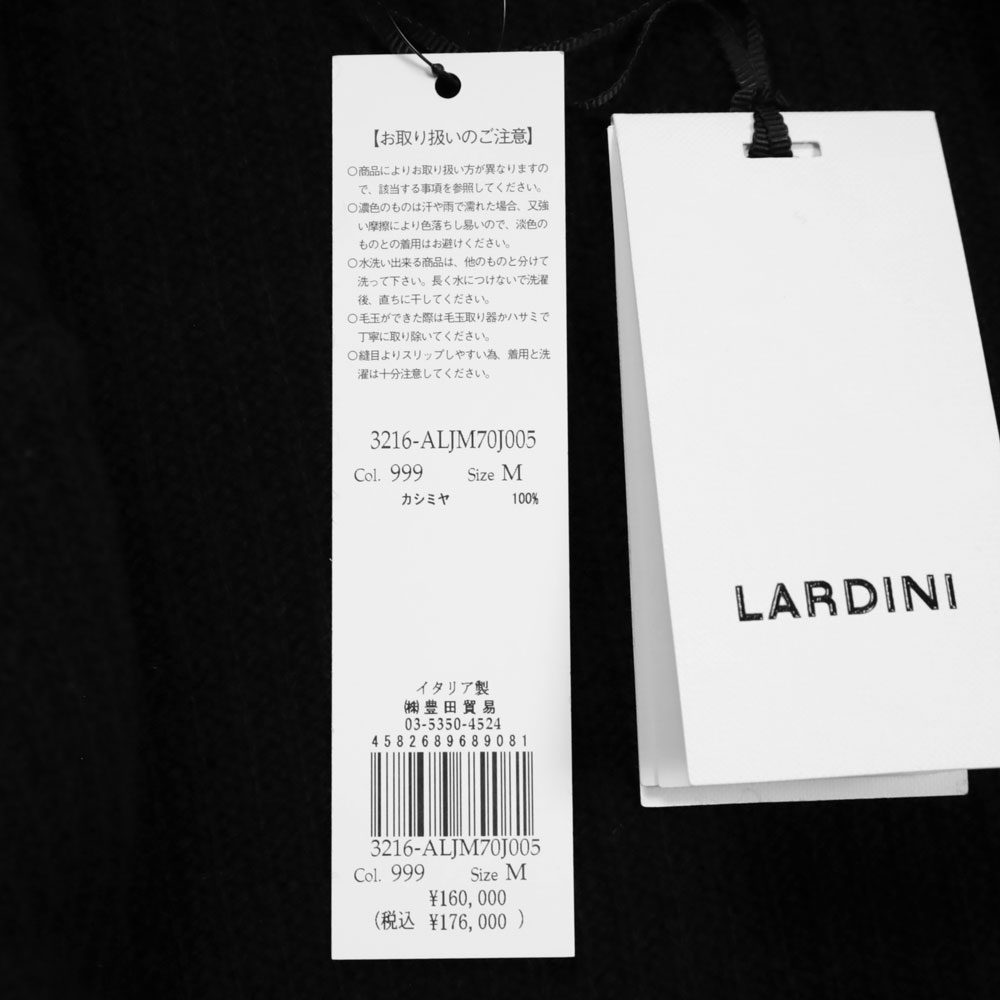 【お取り扱いのご注意】
○商品によりお取り扱い方が異なりますの
で、該当する事項を参照してください。
○濃色のものは汗や雨で濡れた場合、又強
い摩擦により色落ちし易いので、淡色の
ものとの着用はお避けください。
○水洗い出来る商品は、他のものと分けて
洗って下さい。長く水につけないで洗濯
後、直ちに干してください。
○毛玉ができた際は毛玉取り器かハサミで
丁寧に取り除いてください。
○縫目よりスリップしやすい為、着用と洗
濯は十分注意してください。
3216-ALJM70J005
Col. 999 Size M
カシミヤ 100%
イタリア製
㈱豊田貿易
03-5350-4524
4582689689081
3216-ALJM70J005
Col. 999 Size M
¥160,000
(税込 ¥176,000 )
LARDINI